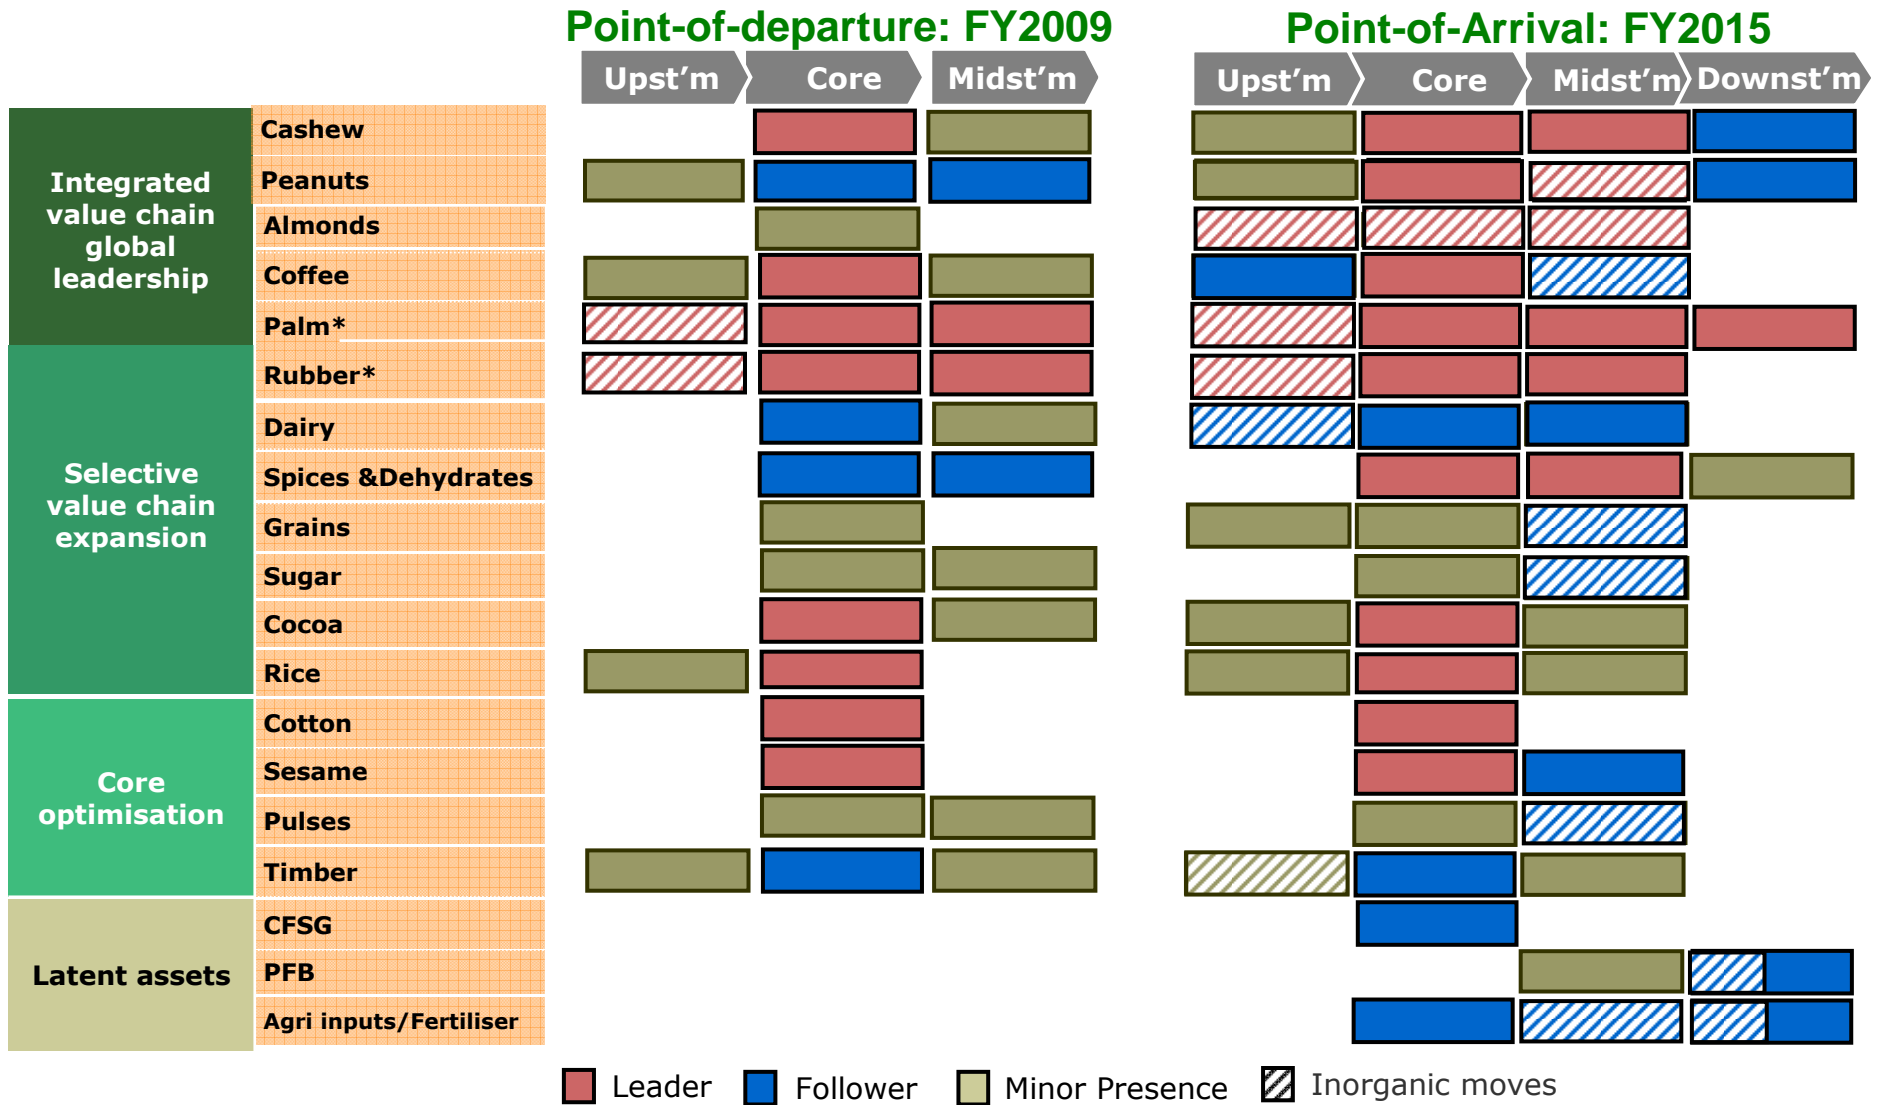 Point-of-departure: FY2009
Point-of-Arrival: FY2015
Upst’m
Core
Midst’m
Upst’m
Core
Midst’m
Downst’m
Integrated
value chain
global
leadership
Cashew
Peanuts
Almonds
Coffee
Palm*
Selective
value chain
expansion
Rubber*
Dairy
Spices &Dehydrates
Grains
Sugar
Cocoa
Rice
Core
optimisation
Cotton
Sesame
Pulses
Timber
Latent assets
CFSG
PFB
Agri inputs/Fertiliser
Leader
Follower
Minor Presence
Inorganic moves